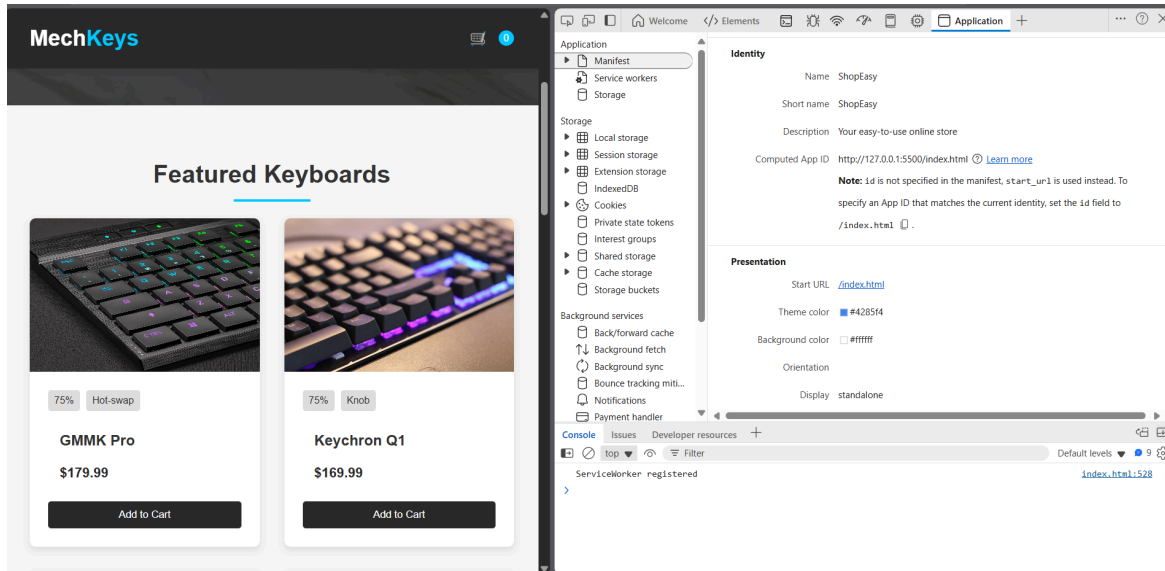 MechKeys
0
Featured Keyboards
75%
Hot-swap
GMMK Pro
$179.99
Add to Cart
75%
Knob
Keychron Q1
$169.99
Add to Cart
Welcome
</> Elements
Application
Application
Manifest
Service workers
Storage
Storage
Local storage
Session storage
Extension storage
IndexedDB
Cookies
Private state tokens
Interest groups
Shared storage
Cache storage
Storage buckets
Background services
Back/forward cache
Background fetch
Background sync
Bounce tracking miti...
Notifications
Payment handler
Identity
Name ShopEasy
Short name ShopEasy
Description Your easy-to-use online store
Computed App ID http://127.0.0.1:5500/index.html Learn more
Note: id is not specified in the manifest, start_url is used instead. To
specify an App ID that matches the current identity, set the id field to
/index.html .
Presentation
Start URL /index.html
Theme color #4285f4
Background color #ffffff
Orientation
Display standalone
Console Issues Developer resources
top Filter Default levels 9
ServiceWorker registered index.html:528